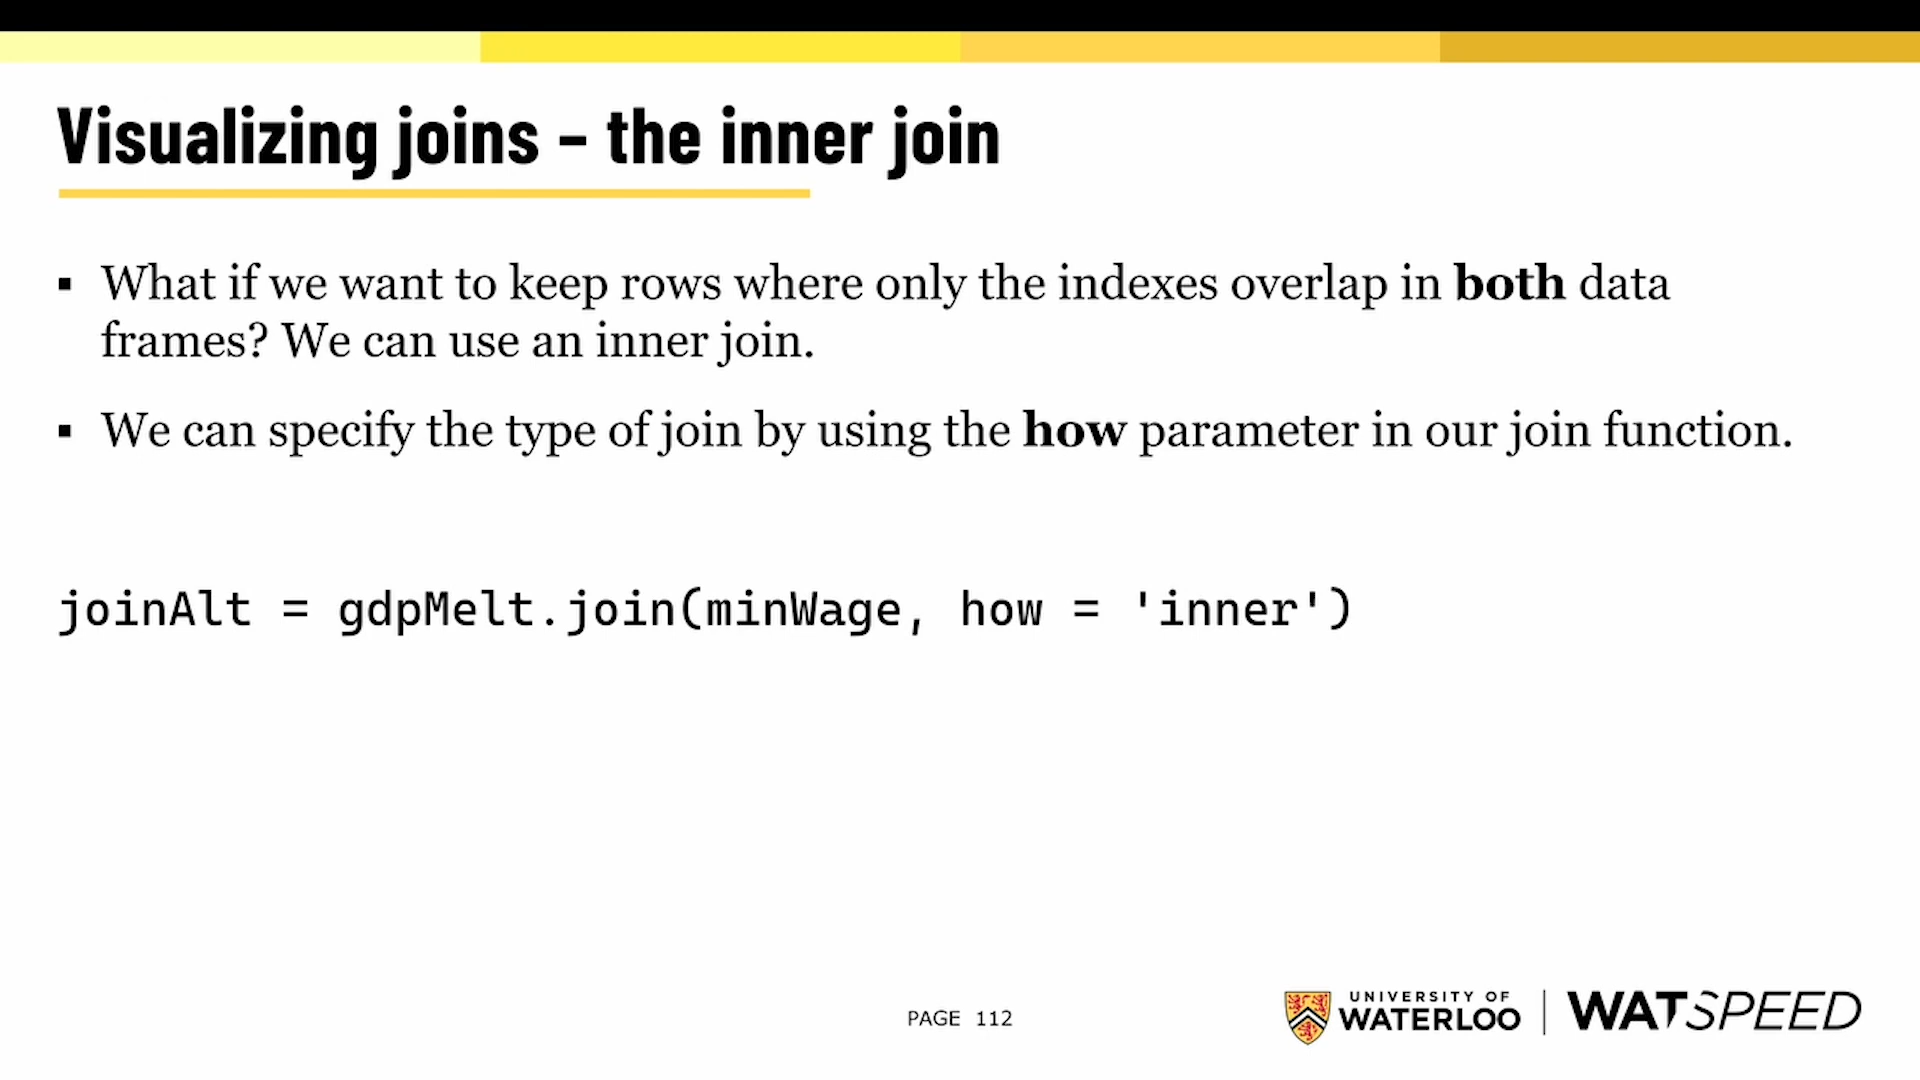 Visualizing joins – the inner join
▪ What if we want to keep rows where only the indexes overlap in both data
frames? We can use an inner join.
▪ We can specify the type of join by using the how parameter in our join function.
joinAlt = gdpMelt.join(minWage, how = 'inner')
PAGE 112
UNIVERSITY OF
WATERLOO
WATSPEED